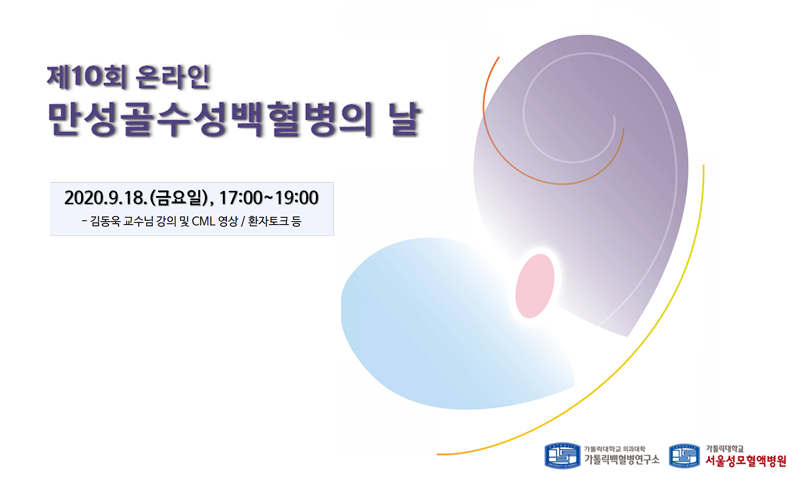 제10회 온라인
만성골수성백혈병의 날
2020.9.18.(금요일), 17:00~19:00
- 김동욱 교수님 강의 및 CML 영상 / 환자토크 등
가톨릭대학교 의과대학
가톨릭백혈병연구소
가톨릭대학교
서울성모혈액병원